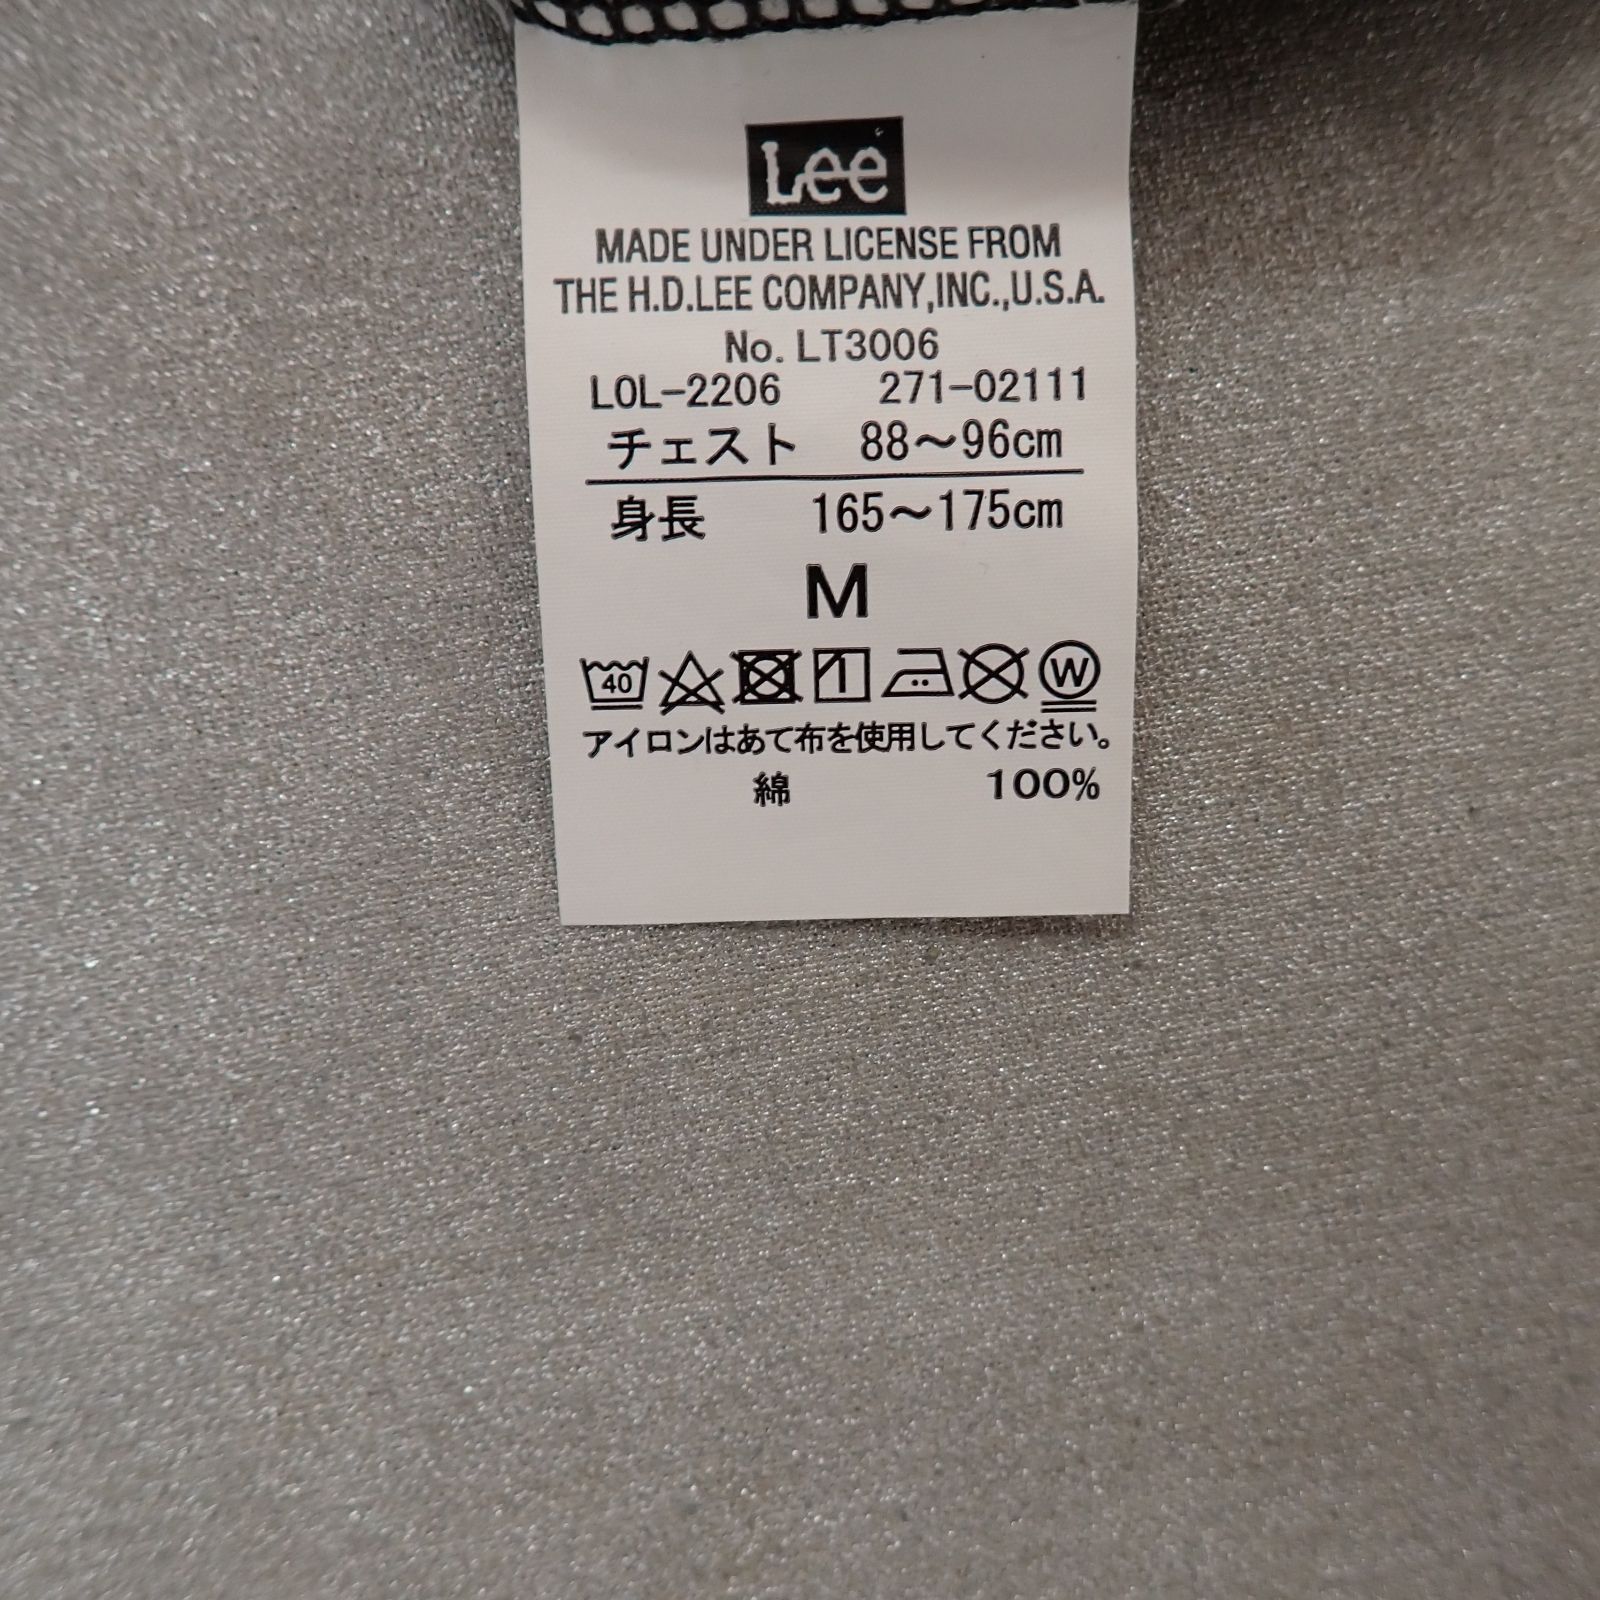 Lee
MADE UNDER LICENSE FROM
THE H.D.LEE COMPANY,INC.,U.S.A.
No. LT3006
LOL-2206 271-02111
チェスト 88～96cm
身長 165～175cm
M
40 W
アイロンはあて布を使用してください。
綿 100%